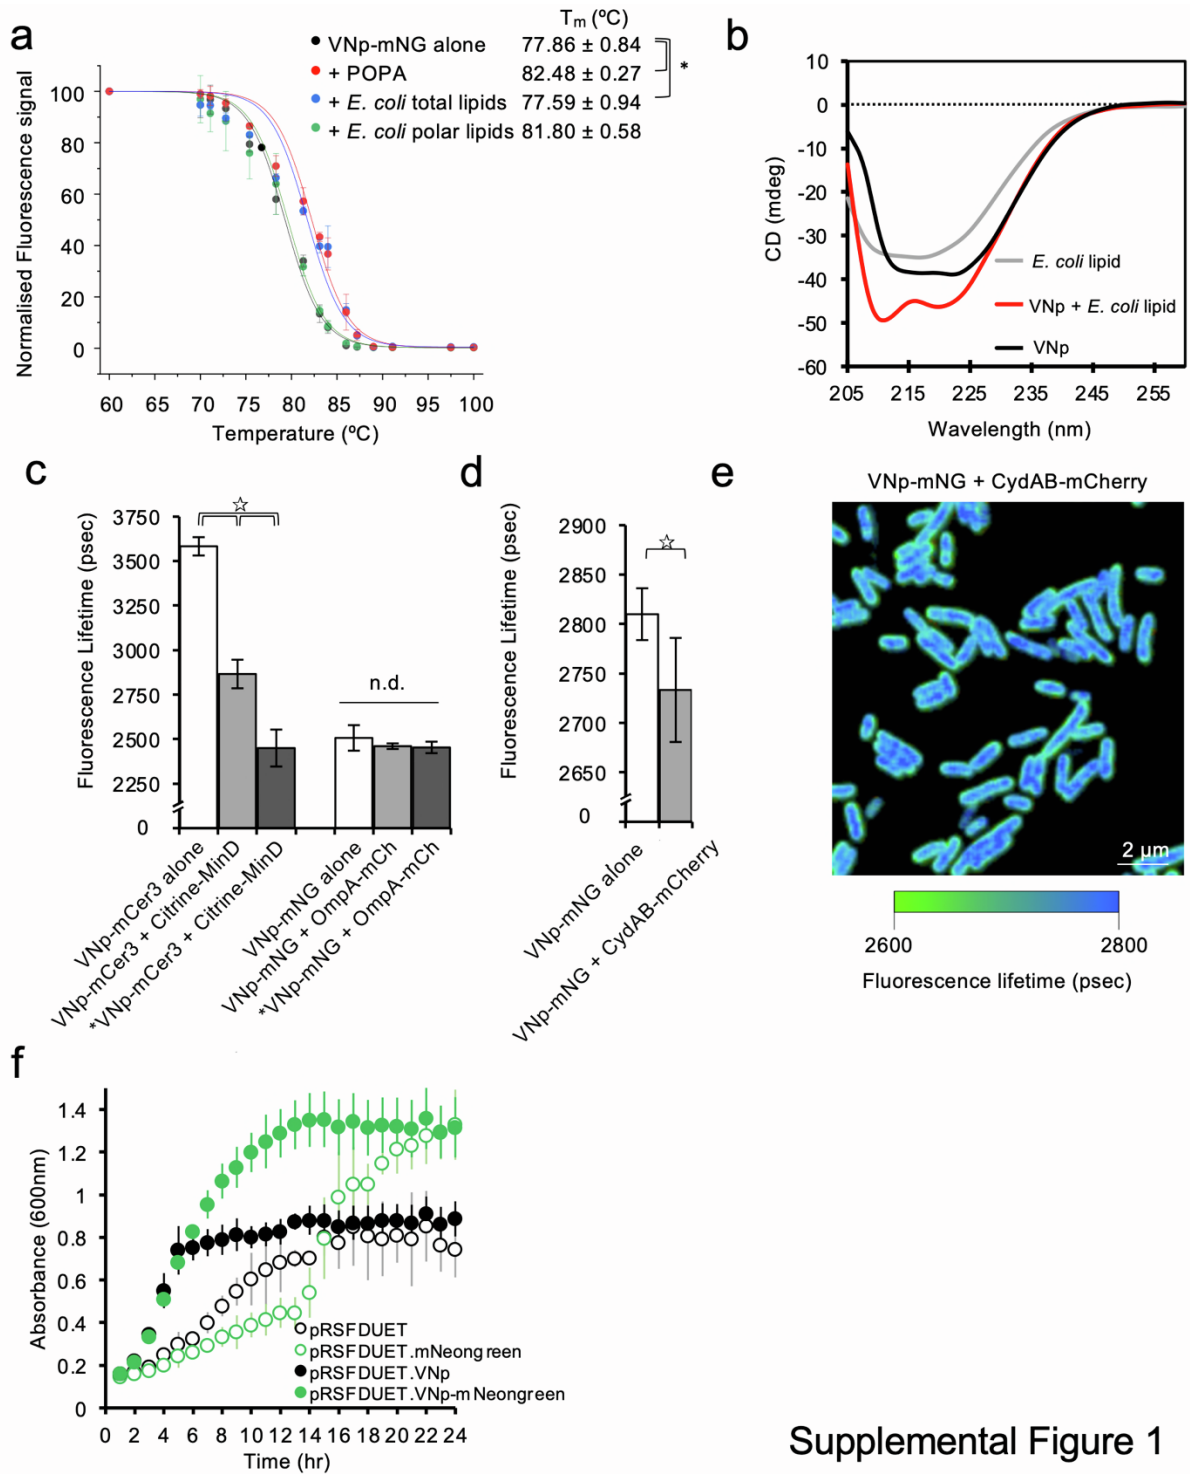 a
Tm (ºC)
VNp-mNG alone 77.86 ± 0.84
+ POPA 82.48 ± 0.27
+ E. coli total lipids 77.59 ± 0.94
+ E. coli polar lipids 81.80 ± 0.58
*
Normalised Fluorescence signal
100
80
60
40
20
0
60 65 70 75 80 85 90 95 100
Temperature (ºC)
b
10
0
-10
-20
-30
-40
-50
-60
CD (mdeg)
E. coli lipid
VNp + E. coli lipid
VNp
205 215 225 235 245 255
Wavelength (nm)
c
Fluorescence Lifetime (psec)
3750
3500
3250
3000
2750
2500
2250
0
☆
n.d.
VNp-mCer3 alone
VNp-mCer3 + Citrine-MinD
*VNp-mCer3 + Citrine-MinD
VNp-mNG alone
VNp-mNG + OmpA-mCh
*VNp-mNG + OmpA-mCh
d
Fluorescence Lifetime (psec)
2900
2850
2800
2750
2700
2650
0
☆
VNp-mNG alone
VNp-mNG + CydAB-mCherry
e
VNp-mNG + CydAB-mCherry
2 µm
2600 2800
Fluorescence lifetime (psec)
f
Absorbance (600nm)
1.4
1.2
1
0.8
0.6
0.4
0.2
0
pRSFDUET
pRSFDUET.mNeongreen
pRSFDUET.VNp
pRSFDUET.VNp-mNeongreen
0 2 4 6 8 10 12 14 16 18 20 22 24
Time (hr)
Supplemental Figure 1